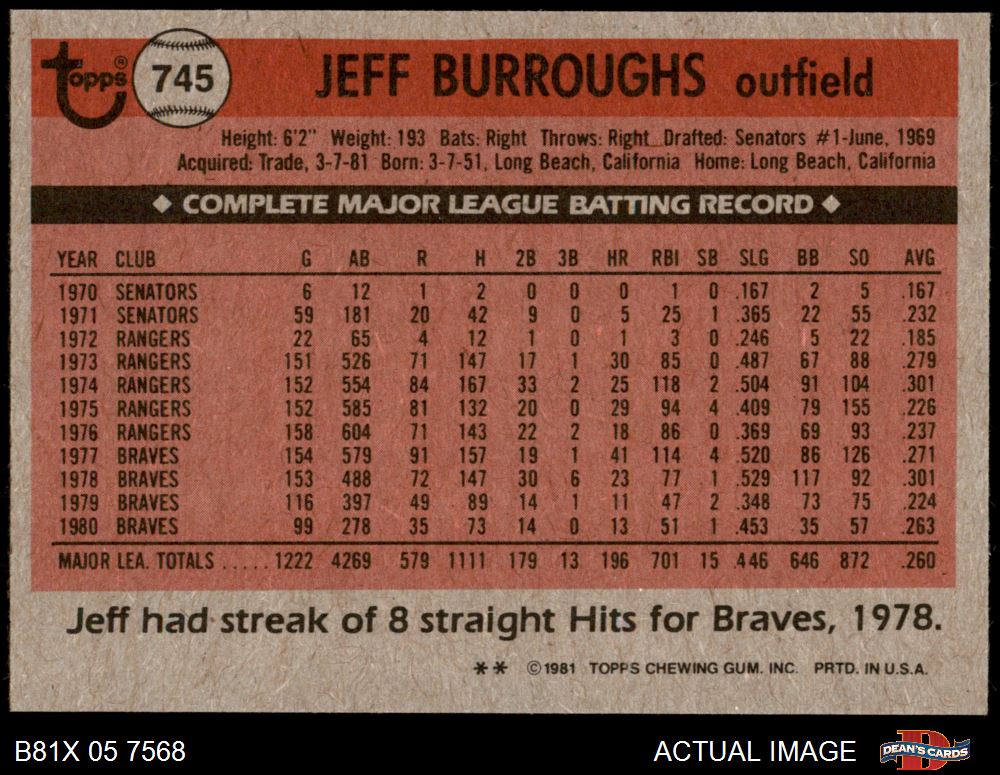 topps® 745 JEFF BURROUGHS outfield
Height: 6'2" Weight: 193 Bats: Right Throws: Right Drafted: Senators #1-June, 1969
Acquired: Trade, 3-7-81 Born: 3-7-51, Long Beach, California Home: Long Beach, California
◆ COMPLETE MAJOR LEAGUE BATTING RECORD ◆
YEAR CLUB G AB R H 2B 3B HR RBI SB SLG BB SO AVG
1970 SENATORS 6 12 1 2 0 0 0 1 0 .167 2 5 .167
1971 SENATORS 59 181 20 42 9 0 5 25 1 .365 22 55 .232
1972 RANGERS 22 65 4 12 1 0 1 3 0 .246 5 22 .185
1973 RANGERS 151 526 71 147 17 1 30 85 0 .487 67 88 .279
1974 RANGERS 152 554 84 167 33 2 25 118 2 .504 91 104 .301
1975 RANGERS 152 585 81 132 20 0 29 94 4 .409 79 155 .226
1976 RANGERS 158 604 71 143 22 2 18 86 0 .369 69 93 .237
1977 BRAVES 154 579 91 157 19 1 41 114 4 .520 86 126 .271
1978 BRAVES 153 488 72 147 30 6 23 77 1 .529 117 92 .301
1979 BRAVES 116 397 49 89 14 1 11 47 2 .348 73 75 .224
1980 BRAVES 99 278 35 73 14 0 13 51 1 .453 35 57 .263
MAJOR LEA. TOTALS ..... 1222 4269 579 1111 179 13 196 701 15 .446 646 872 .260
Jeff had streak of 8 straight Hits for Braves, 1978.
** ©1981 TOPPS CHEWING GUM. INC. PRTD. IN U.S.A.
B81X 05 7568 ACTUAL IMAGE DEAN'S CARDS